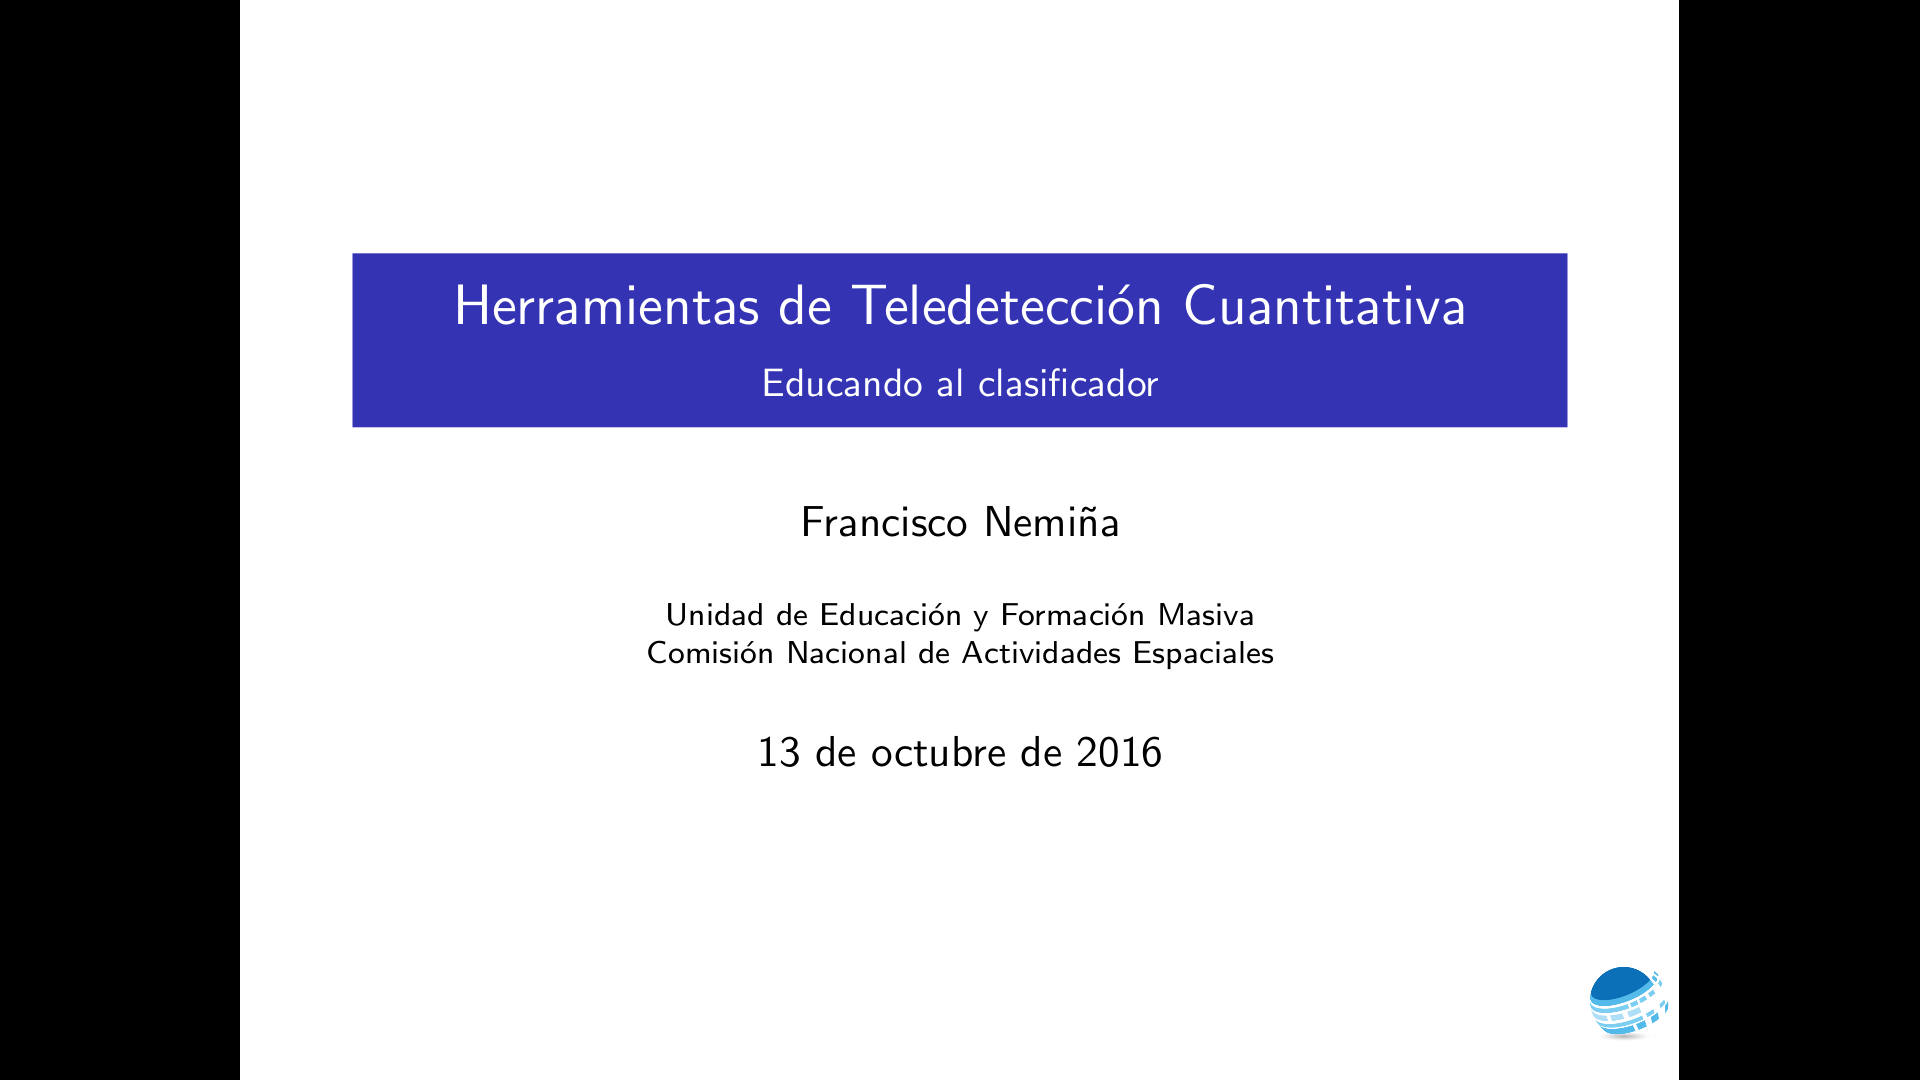 Herramientas de Teledetección Cuantitativa
Educando al clasificador
Francisco Nemiña
Unidad de Educación y Formación Masiva
Comisión Nacional de Actividades Espaciales
13 de octubre de 2016